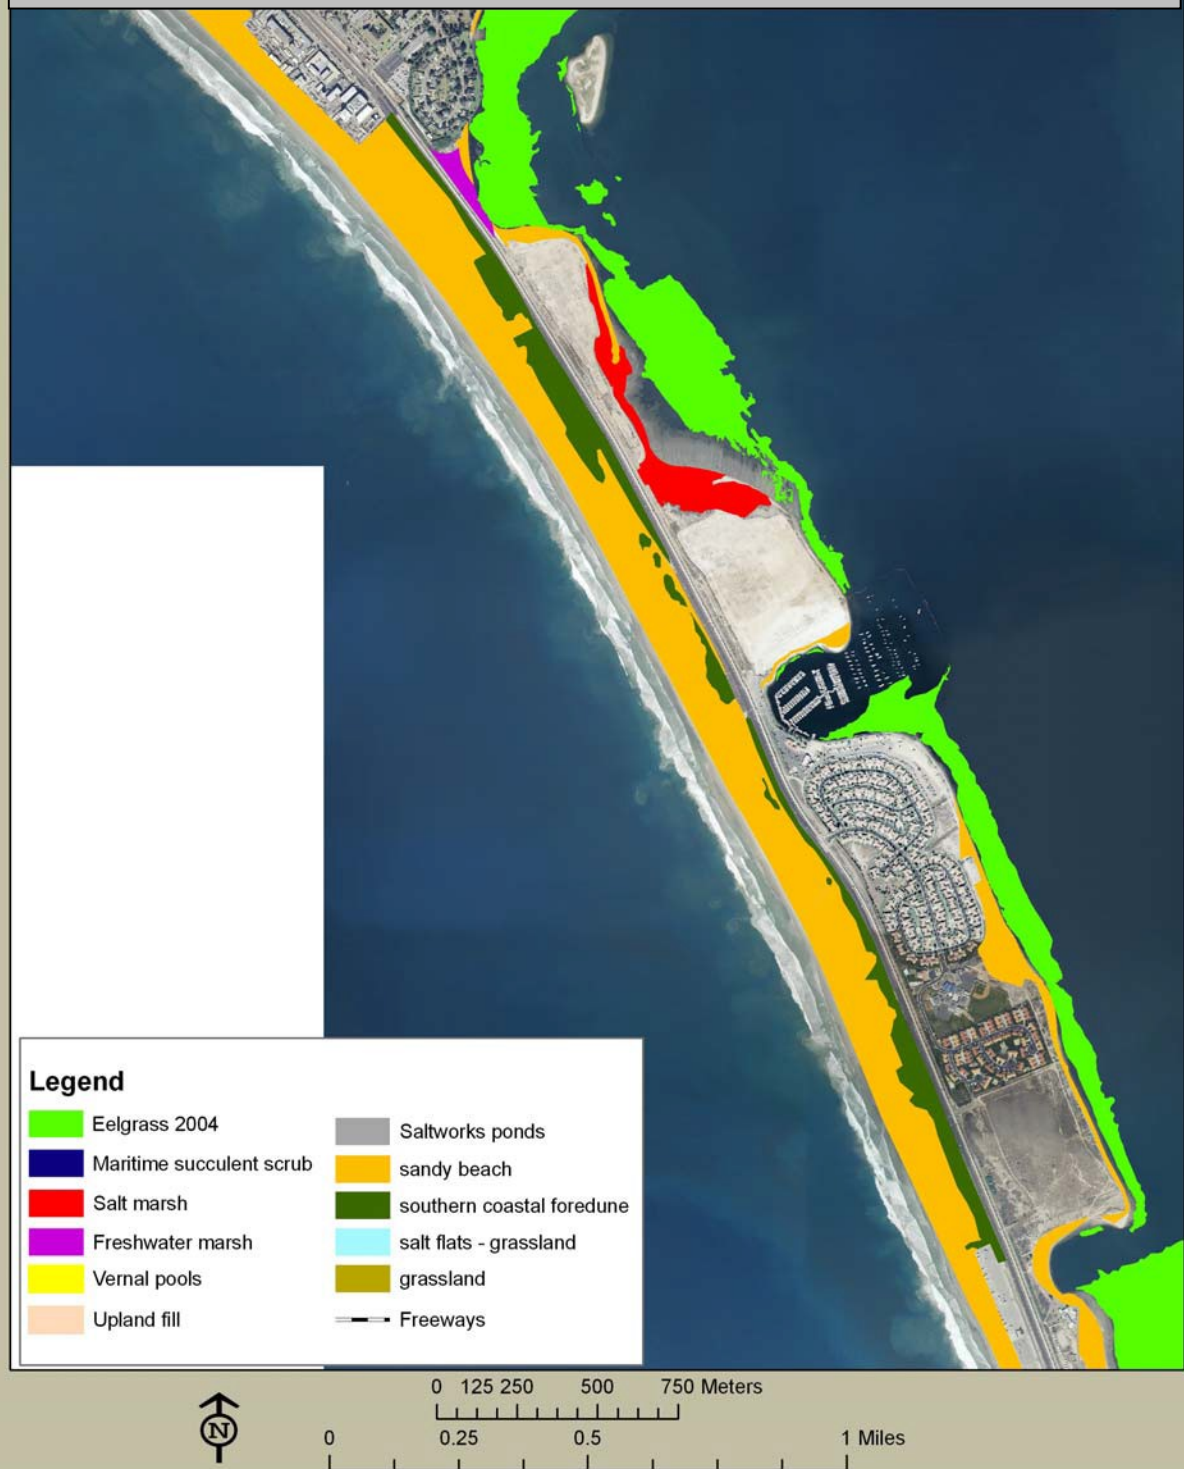 Legend
Eelgrass 2004
Maritime succulent scrub
Salt marsh
Freshwater marsh
Vernal pools
Upland fill
Saltworks ponds
sandy beach
southern coastal foredune
salt flats - grassland
grassland
Freeways
N
0 125 250 500 750 Meters
0 0.25 0.5 1 Miles